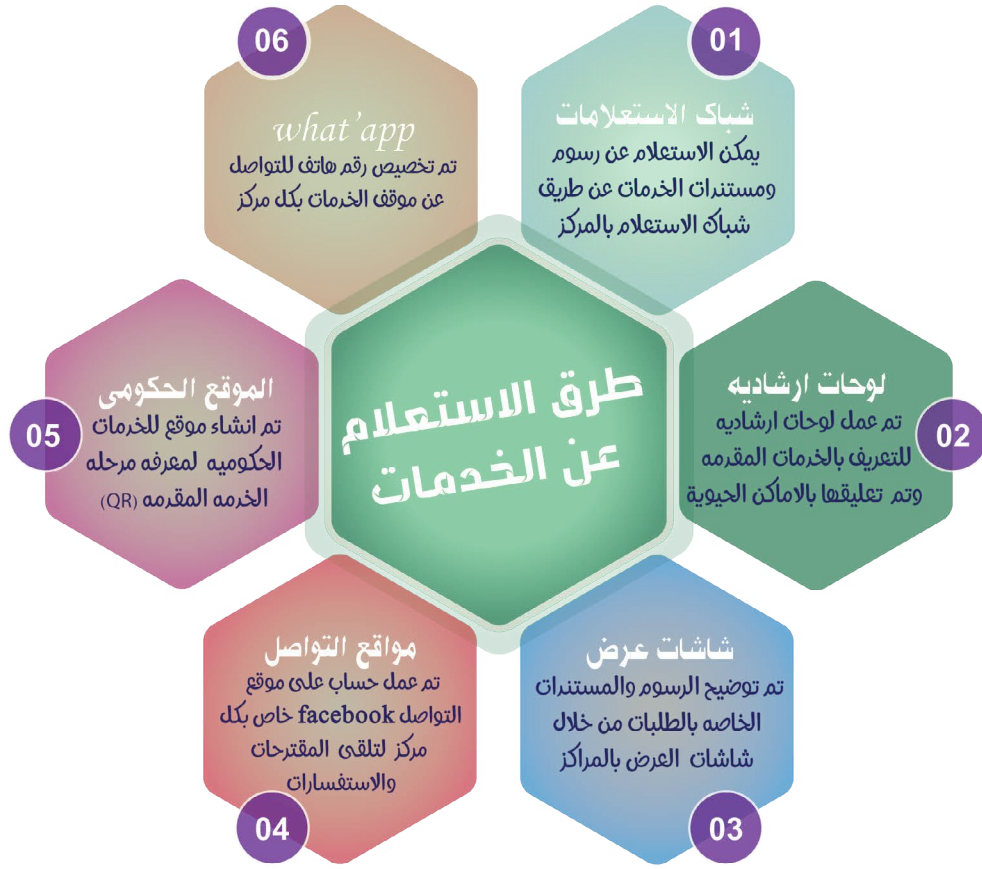 طرق الاستعلام
عن الخدمات
01
شباك الاستعلامات
يمكن الاستعلام عن رسوم
ومستندات الخدمات عن طريق
شباك الاستعلام بالمركز
02
لوحات ارشاديه
تم عمل لوحات ارشاديه
للتعريف بالخدمات المقدمه
وتم تعليقها بالاماكن الحيوية
03
شاشات عرض
تم توضيح الرسوم والمستندات
الخاصه بالطلبات من خلال
شاشات العرض بالمراكز
04
مواقع التواصل
تم عمل حساب على موقع
التواصل facebook خاص بكل
مركز لتلقى المقترحات
والاستفسارات
05
الموقع الحكومى
تم انشاء موقع للخدمات
الحكوميه لمعرفه مرحله
الخدمه المقدمه (QR)
06
what'app
تم تخصيص رقم هاتف للتواصل
عن موقف الخدمات بكل مركز